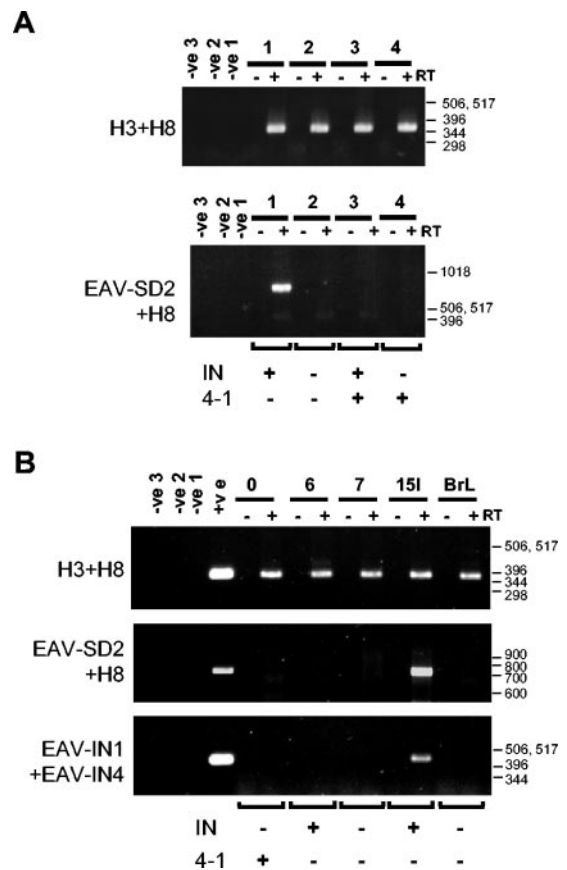 A
-ve 3 -ve 2 -ve 1 1 2 3 4
- + - + - + - + RT
H3+H8
506, 517
396
344
298
-ve 3 -ve 2 -ve 1 1 2 3 4
- + - + - + - + RT
EAV-SD2
+H8
1018
506, 517
396
IN + - + -
4-1 - - + +
B
-ve 3 -ve 2 -ve 1 +v e 0 6 7 15I BrL
- + - + - + - + - + RT
H3+H8
506, 517
396
344
298
EAV-SD2
+H8
900
800
700
600
EAV-IN1
+EAV-IN4
506, 517
396
344
IN - + - + -
4-1 + - - - -